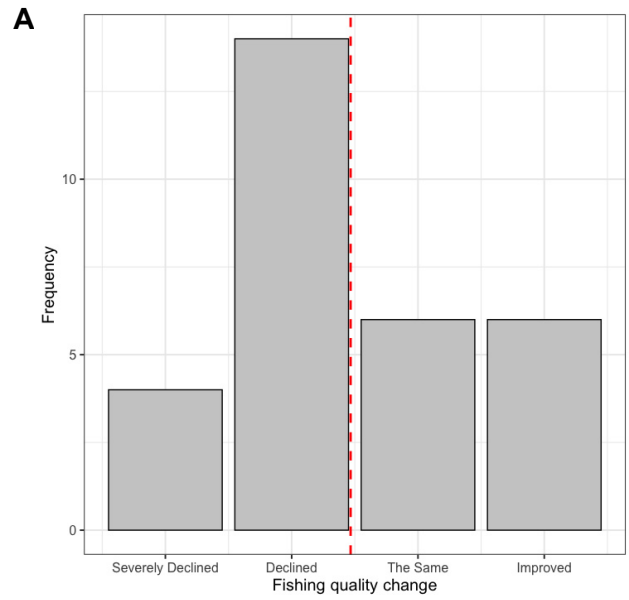 A
10
5
0
Frequency
Severely Declined
Declined
The Same
Improved
Fishing quality change